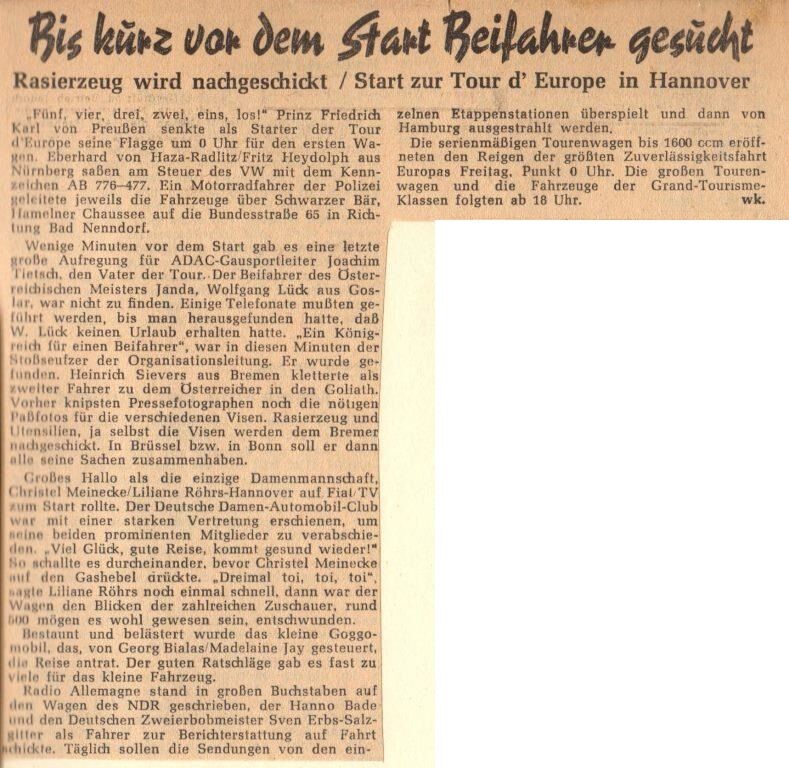 Bis kurz vor dem Start Beifahrer gesucht
Rasierzeug wird nachgeschickt / Start zur Tour d' Europe in Hannover
„Fünf, vier, drei, zwei, eins, los!" Prinz Friedrich
Karl von Preußen senkte als Starter der Tour
d'Europe seine Flagge um 0 Uhr für den ersten Wa-
gen. Eberhard von Haza-Radlitz/Fritz Heydolph aus
Nürnberg saßen am Steuer des VW mit dem Kenn-
zeichen AB 776–477. Ein Motorradfahrer der Polizei
geleitete jeweils die Fahrzeuge über Schwarzer Bär,
Hamelner Chaussee auf die Bundesstraße 65 in Rich-
tung Bad Nenndorf.
Wenige Minuten vor dem Start gab es eine letzte
große Aufregung für ADAC-Gausportleiter Joachim
Tietsch, den Vater der Tour. Der Beifahrer des Öster-
reichischen Meisters Janda, Wolfgang Lück aus Gos-
lar, war nicht zu finden. Einige Telefonate mußten ge-
führt werden, bis man herausgefunden hatte, daß
W. Lück keinen Urlaub erhalten hatte. „Ein König-
reich für einen Beifahrer", war in diesen Minuten der
Stoßseufzer der Organisationsleitung. Er wurde ge-
funden. Heinrich Sievers aus Bremen kletterte als
zweiter Fahrer zu dem Österreicher in den Goliath.
Vorher knipsten Pressefotographen noch die nötigen
Paßfotos für die verschiedenen Visen. Rasierzeug und
Utensilien, ja selbst die Visen werden dem Bremer
nachgeschickt. In Brüssel bzw. in Bonn soll er dann
alle seine Sachen zusammenhaben.
Großes Hallo als die einzige Damenmannschaft,
Christel Meinecke/Liliane Röhrs-Hannover auf Fiat/TV
zum Start rollte. Der Deutsche Damen-Automobil-Club
war mit einer starken Vertretung erschienen, um
seine beiden prominenten Mitglieder zu verabschie-
den. „Viel Glück, gute Reise, kommt gesund wieder!"
So schallte es durcheinander, bevor Christel Meinecke
auf den Gashebel drückte. „Dreimal toi, toi, toi",
sagte Liliane Röhrs noch einmal schnell, dann war der
Wagen den Blicken der zahlreichen Zuschauer, rund
500 mögen es wohl gewesen sein, entschwunden.
Bestaunt und belästert wurde das kleine Goggo-
mobil, das, von Georg Bialas/Madelaine Jay gesteuert,
die Reise antrat. Der guten Ratschläge gab es fast zu
viele für das kleine Fahrzeug.
Radio Allemagne stand in großen Buchstaben auf
den Wagen des NDR geschrieben, der Hanno Bade
und den Deutschen Zweierbobmeister Sven Erbs-Salz-
gitter als Fahrer zur Berichterstattung auf Fahrt
schickte. Täglich sollen die Sendungen von den ein-
zelnen Etappenstationen überspielt und dann von
Hamburg ausgestrahlt werden.
Die serienmäßigen Tourenwagen bis 1600 ccm eröff-
neten den Reigen der größten Zuverlässigkeitsfahrt
Europas Freitag, Punkt 0 Uhr. Die großen Touren-
wagen und die Fahrzeuge der Grand-Tourisme-
Klassen folgten ab 18 Uhr. wk.